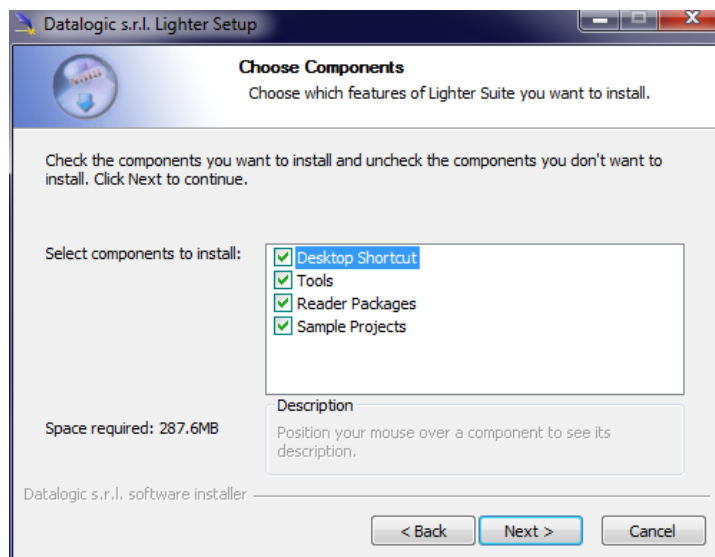 Datalogic s.r.l. Lighter Setup
Choose Components
Choose which features of Lighter Suite you want to install.
Check the components you want to install and uncheck the components you don't want to
install. Click Next to continue.
Select components to install:
Desktop Shortcut
Tools
Reader Packages
Sample Projects
Space required: 287.6MB
Description
Position your mouse over a component to see its
description.
Datalogic s.r.l. software installer
< Back
Next >
Cancel